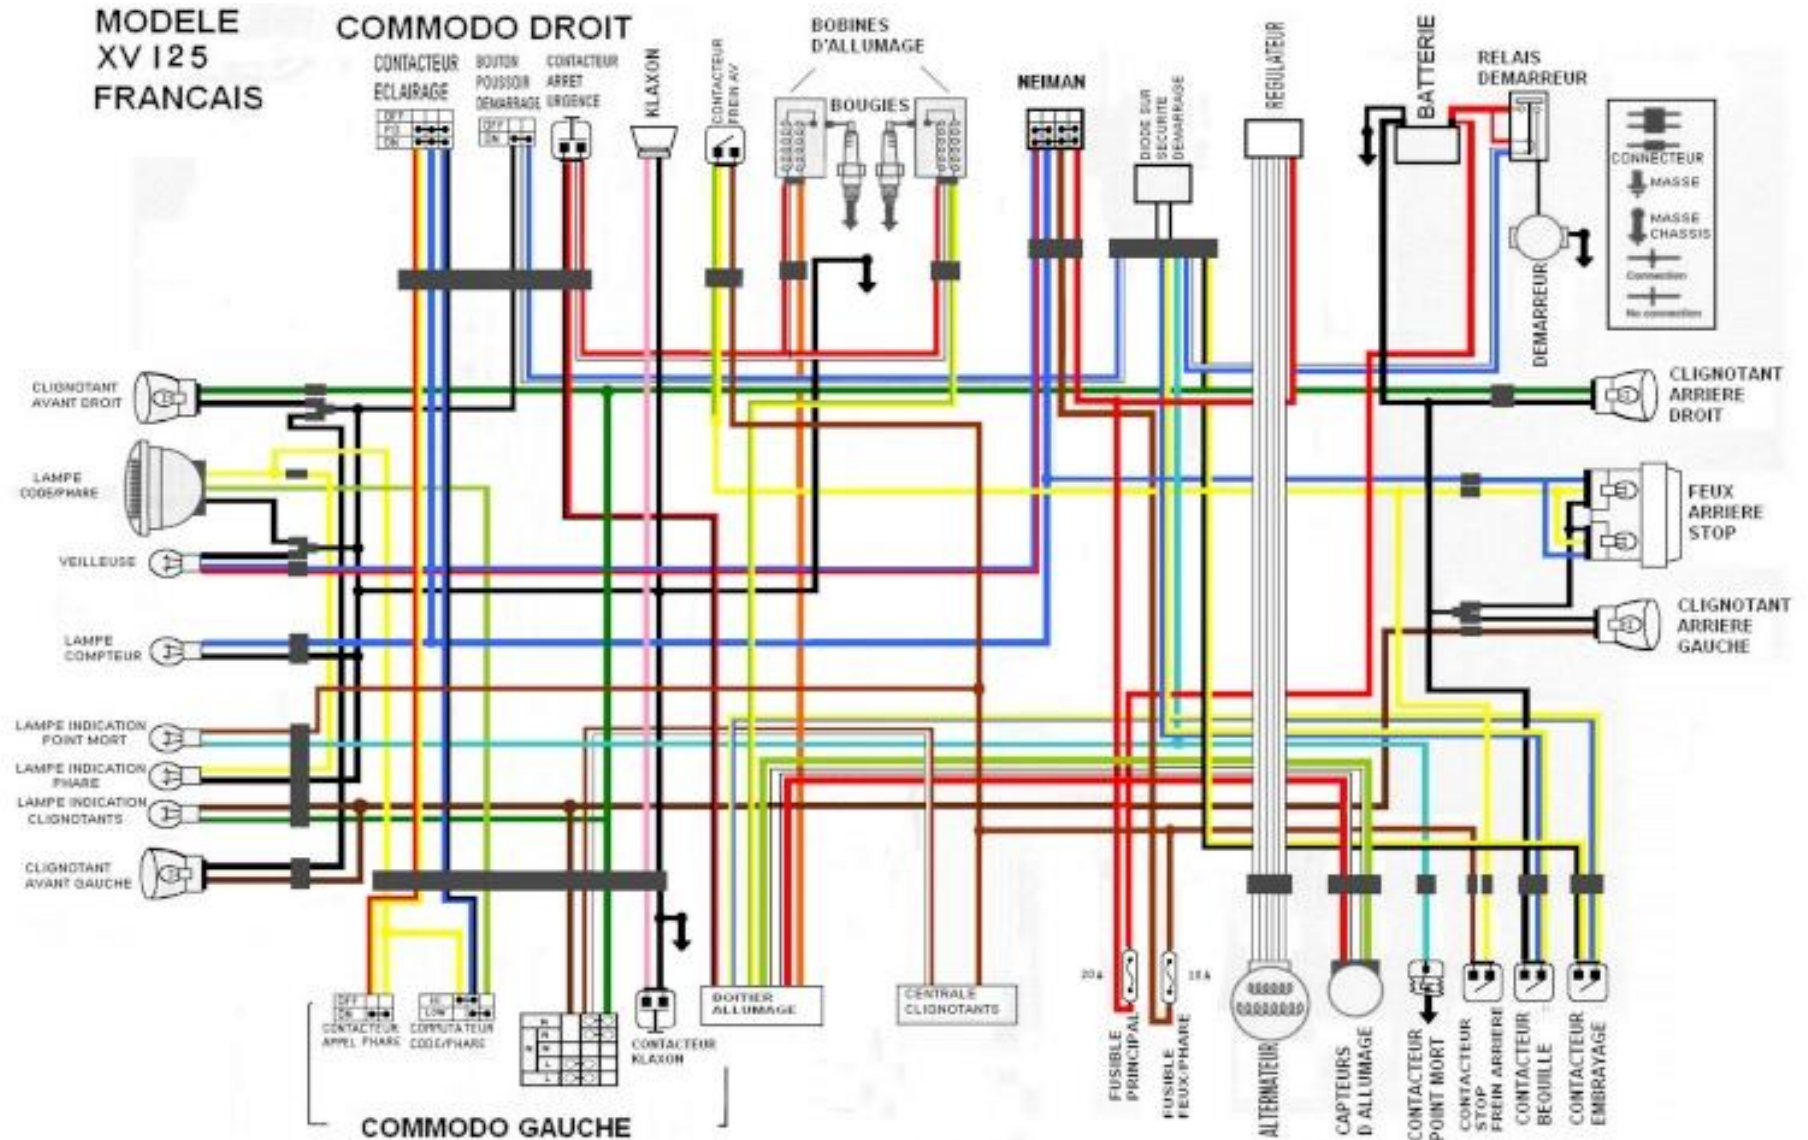 MODELE
XV 125
FRANCAIS
COMMODO DROIT
CONTACTEUR
ECLAIRAGE
BOUTON
POUSSOIR
DEMARRAGE
CONTACTEUR
ARRET
URGENCE
KLAXON
CONTACTEUR
FREIN AV
BOBINES
D'ALLUMAGE
BOUGIES
NEIMAN
DIODE SUR
SECURITE
DEMARRAGE
REGULATEUR
BATTERIE
RELAIS
DEMARREUR
OFF
PO
ON
OFF
ON
CONNECTEUR
MASSE
MASSE
CHASSIS
Connection
No connection
DEMARREUR
CLIGNOTANT
AVANT DROIT
LAMPE
CODE/PHARE
VEILLEUSE
LAMPE
COMPTEUR
LAMPE INDICATION
POINT MORT
LAMPE INDICATION
PHARE
LAMPE INDICATION
CLIGNOTANTS
CLIGNOTANT
AVANT GAUCHE
CLIGNOTANT
ARRIERE
DROIT
FEUX
ARRIERE
STOP
CLIGNOTANT
ARRIERE
GAUCHE
OFF
ON
CONTACTEUR
APPEL PHARE
HI
LOW
COMMUTATEUR
CODE/PHARE
N
R
N
N
L
L
CONTACTEUR
KLAXON
BOITIER
ALLUMAGE
CENTRALE
CLIGNOTANTS
20 A
10 A
FUSIBLE
PRINCIPAL
FUSIBLE
FEUX-PHARE
ALTERNATEUR
CAPTEURS
D ALLUMAGE
CONTACTEUR
POINT MORT
CONTACTEUR
STOP
FREIN ARRIERE
CONTACTEUR
BEQUILLE
CONTACTEUR
EMBRAYAGE
COMMODO GAUCHE